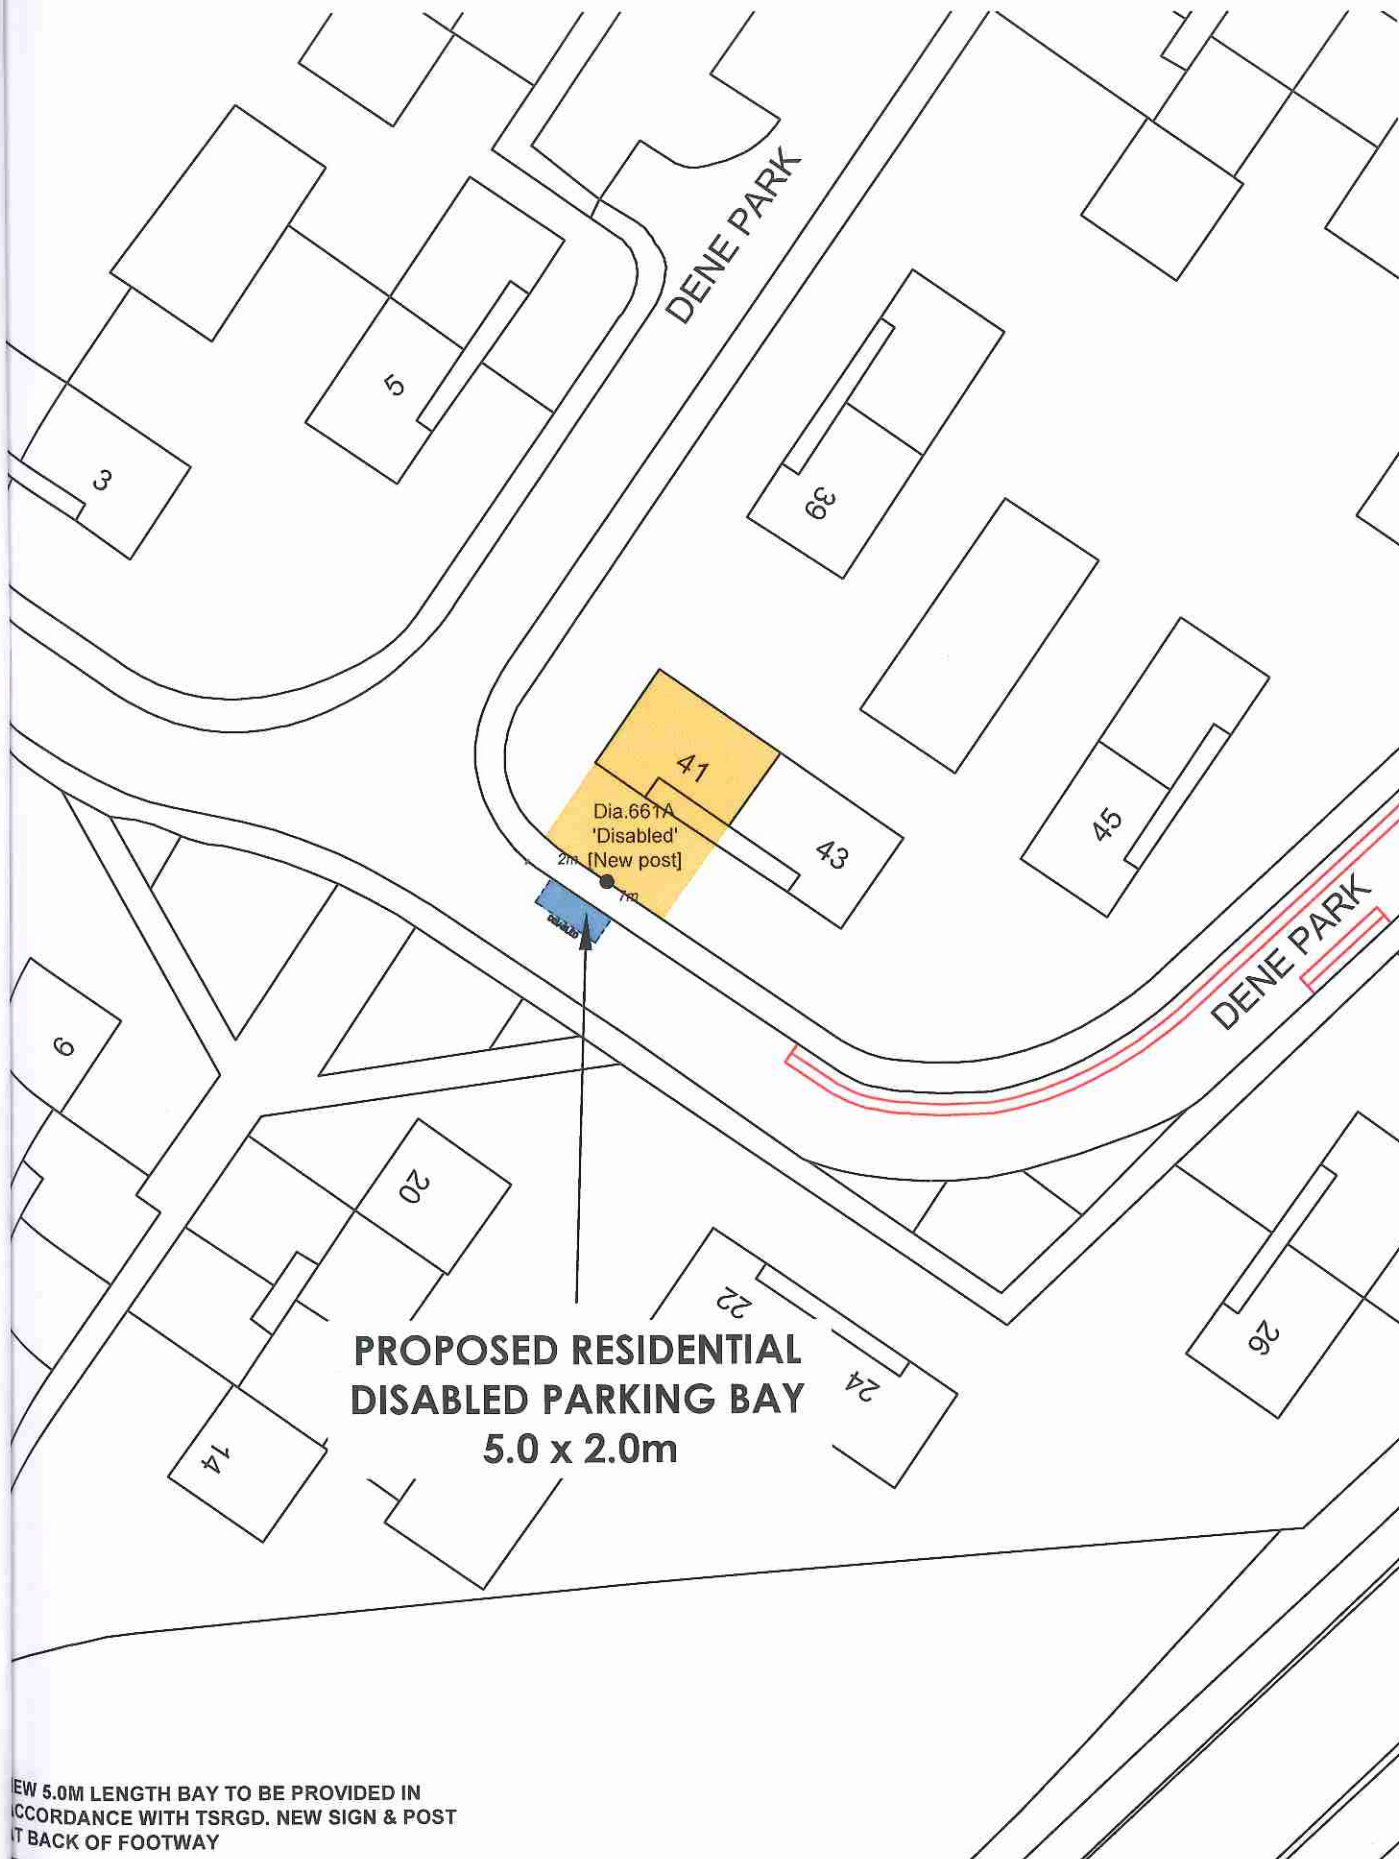 DENE PARK
5
3
39
41
Dia.661A
'Disabled'
2m [New post]
43
45
DENE PARK
9
20
22
PROPOSED RESIDENTIAL
DISABLED PARKING BAY
5.0 x 2.0m
24
26
14
EW 5.0M LENGTH BAY TO BE PROVIDED IN
CCORDANCE WITH TSRGD. NEW SIGN & POST
T BACK OF FOOTWAY